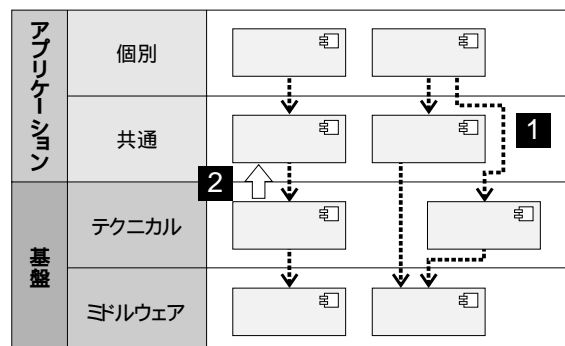 アプリケーション
個別
共通
1
2
基盤
テクニカル
ミドルウェア